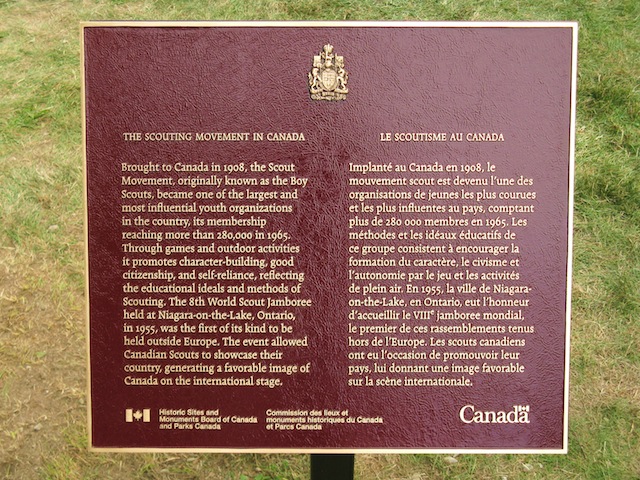 THE SCOUTING MOVEMENT IN CANADA
Brought to Canada in 1908, the Scout
Movement, originally known as the Boy
Scouts, became one of the largest and
most influential youth organizations
in the country, its membership
reaching more than 280,000 in 1965.
Through games and outdoor activities
it promotes character-building, good
citizenship, and self-reliance, reflecting
the educational ideals and methods of
Scouting. The 8th World Scout Jamboree
held at Niagara-on-the-Lake, Ontario,
in 1955, was the first of its kind to be
held outside Europe. The event allowed
Canadian Scouts to showcase their
country, generating a favorable image of
Canada on the international stage.
LE SCOUTISME AU CANADA
Implanté au Canada en 1908, le
mouvement scout est devenu l'une des
organisations de jeunes les plus courues
et les plus influentes au pays, comptant
plus de 280 000 membres en 1965. Les
méthodes et les idéaux éducatifs de
ce groupe consistent à encourager la
formation du caractère, le civisme et
l'autonomie par le jeu et les activités
de plein air. En 1955, la ville de Niagara-
on-the-Lake, en Ontario, eut l'honneur
d'accueillir le VIIIᵉ jamboree mondial,
le premier de ces rassemblements tenus
hors de l'Europe. Les scouts canadiens
ont eu l'occasion de promouvoir leur
pays, lui donnant une image favorable
sur la scène internationale.
Historic Sites and
Monuments Board of Canada
and Parks Canada
Commission des lieux et
monuments historiques du Canada
et Parcs Canada
Canada